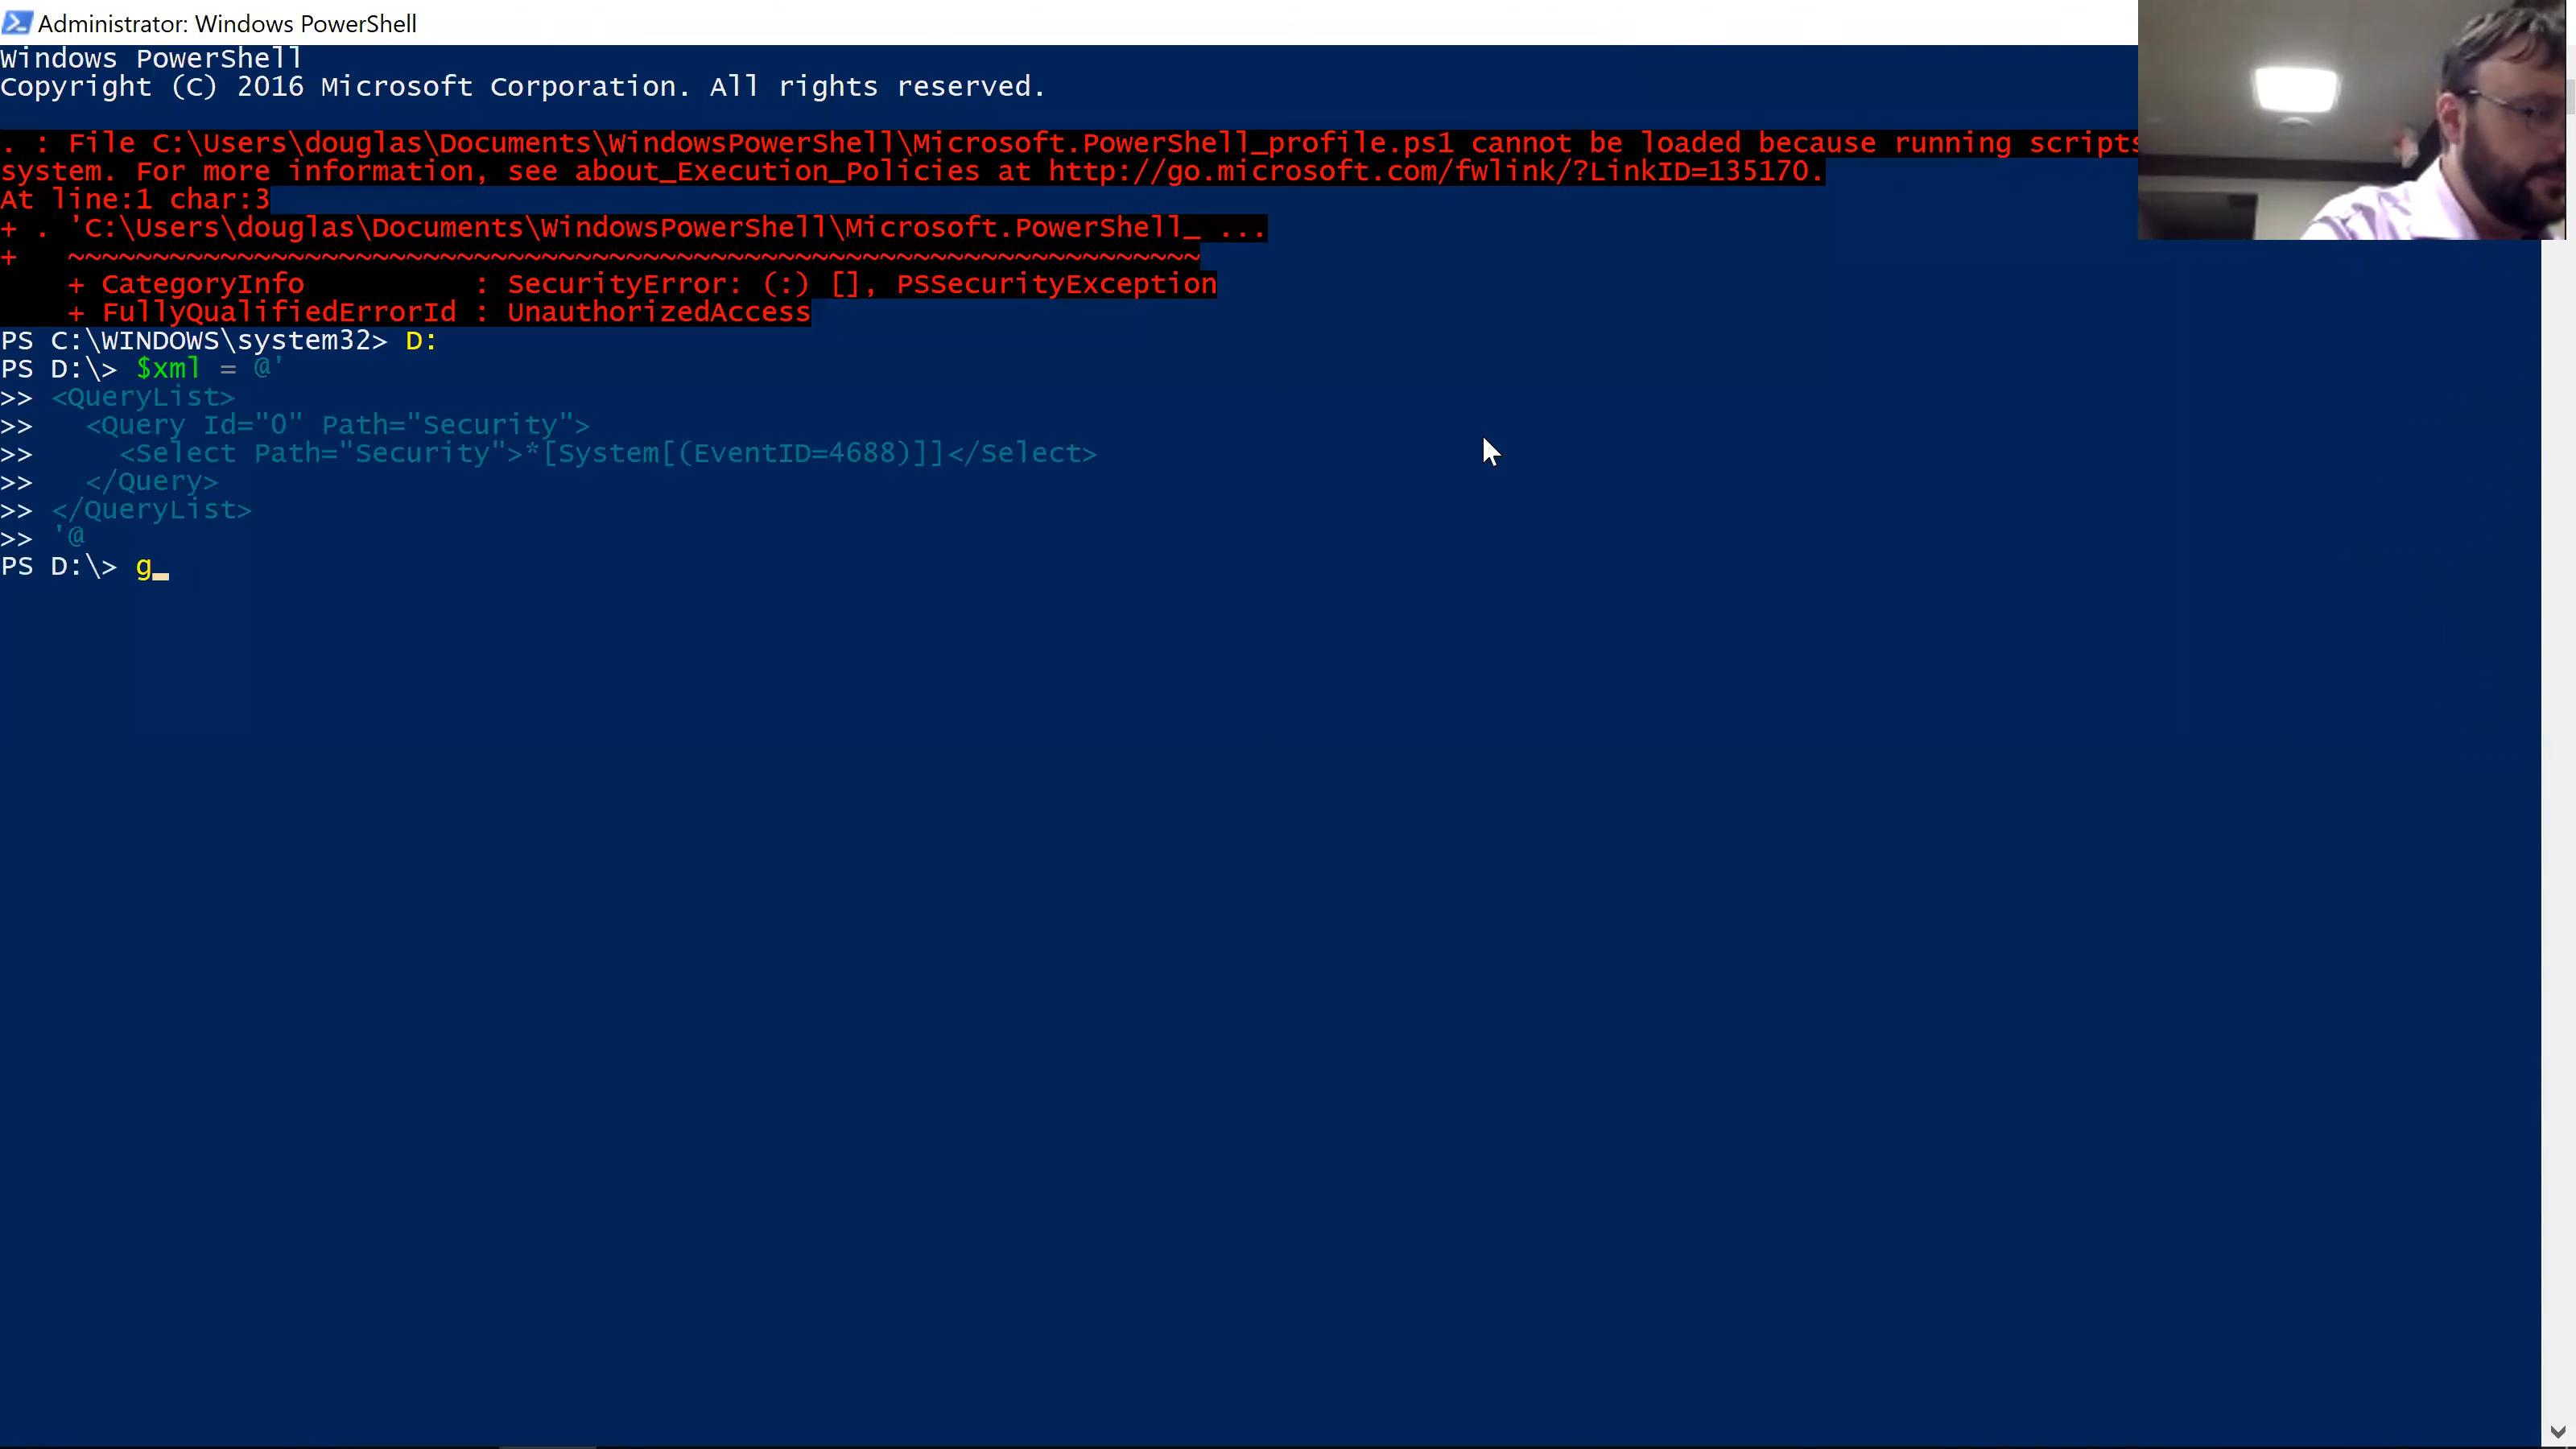 Administrator: Windows PowerShell
Windows PowerShell
Copyright (C) 2016 Microsoft Corporation. All rights reserved.
. : File C:\Users\douglas\Documents\WindowsPowerShell\Microsoft.PowerShell_profile.ps1 cannot be loaded because running scripts
system. For more information, see about_Execution_Policies at http://go.microsoft.com/fwlink/?LinkID=135170.
At line:1 char:3
+ . 'C:\Users\douglas\Documents\WindowsPowerShell\Microsoft.PowerShell_ ...
+   ~~~~~~~~~~~~~~~~~~~~~~~~~~~~~~~~~~~~~~~~~~~~~~~~~~~~~~~~~~~~~~~~~~~
    + CategoryInfo          : SecurityError: (:) [], PSSecurityException
    + FullyQualifiedErrorId : UnauthorizedAccess
PS C:\WINDOWS\system32> D:
PS D:\> $xml = @'
>> <QueryList>
>>   <Query Id="0" Path="Security">
>>     <Select Path="Security">*[System[(EventID=4688)]]</Select>
>>   </Query>
>> </QueryList>
>> '@
PS D:\> g_